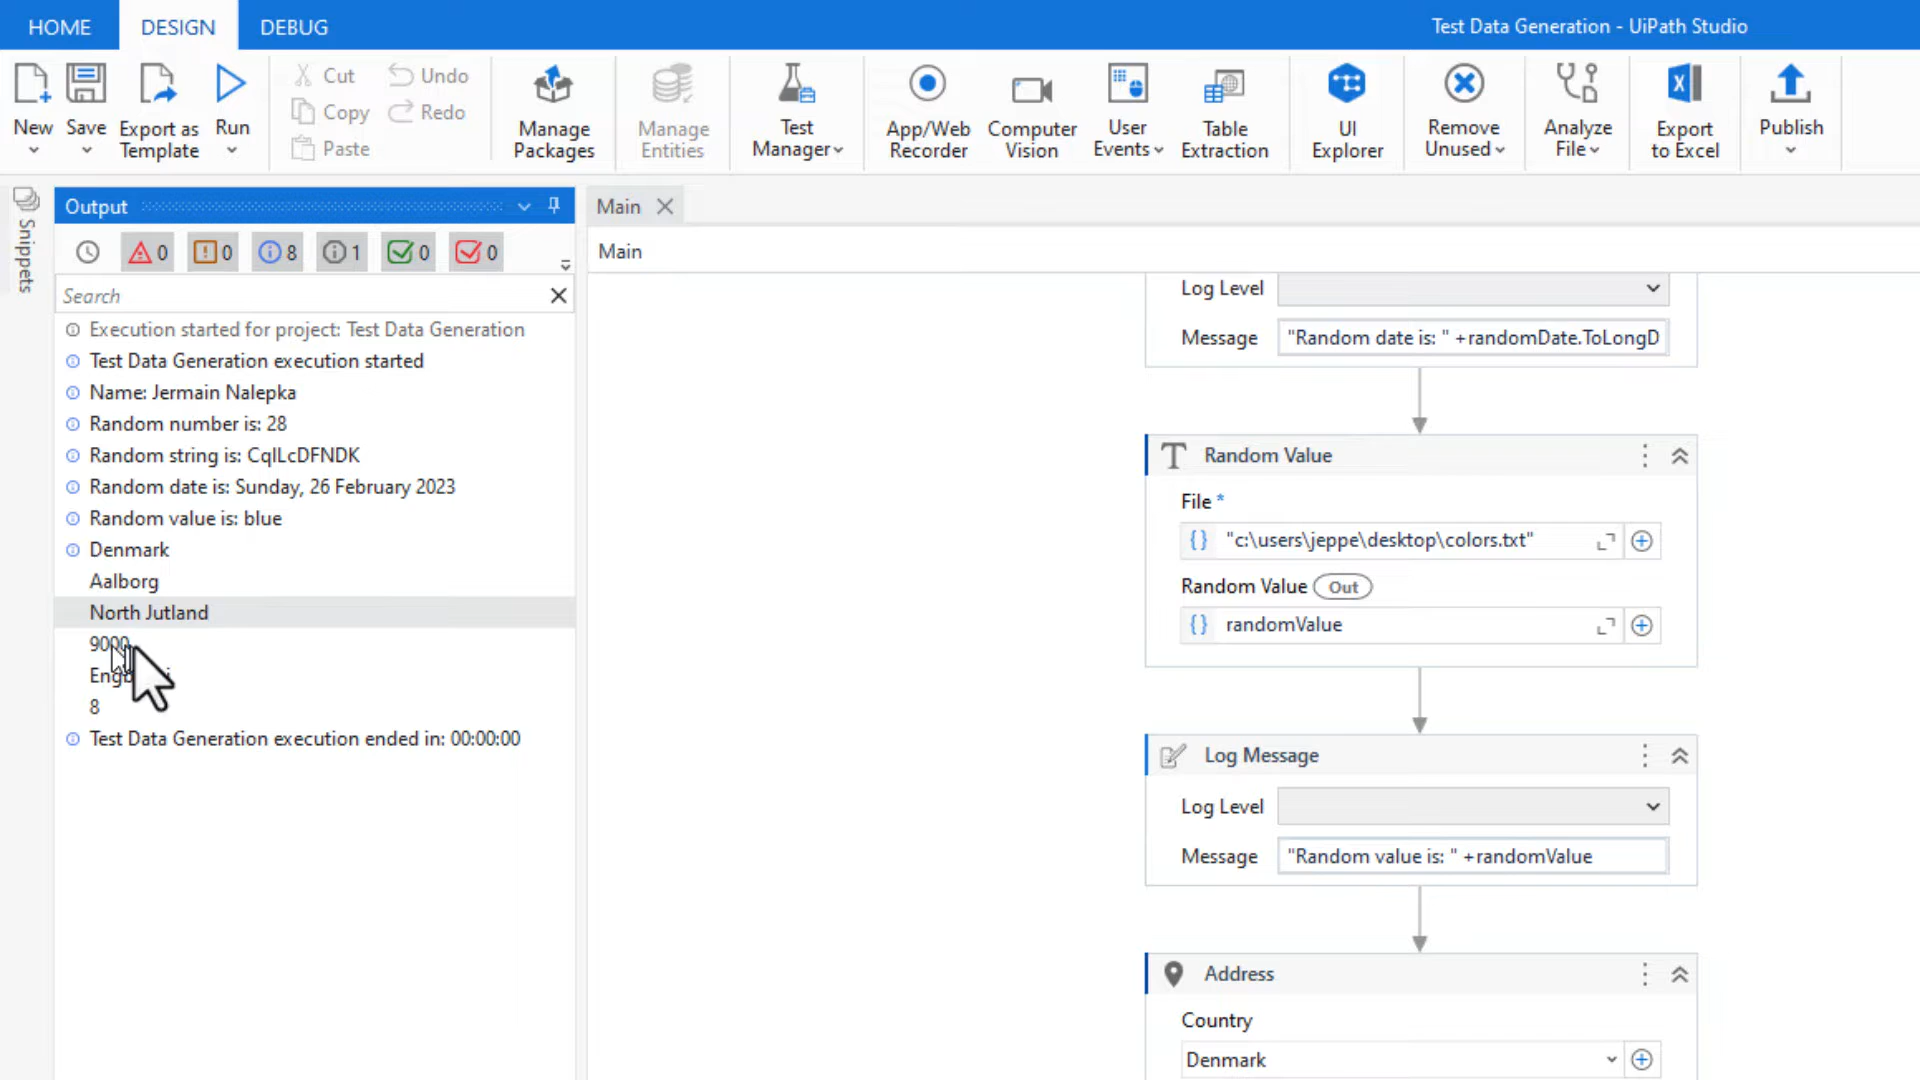 HOME DESIGN DEBUG
Test Data Generation - UiPath Studio
New
Save
Export as
Template
Run
Cut
Copy
Paste
Undo
Redo
Manage
Packages
Manage
Entities
Test
Manager
App/Web
Recorder
Computer
Vision
User
Events
Table
Extraction
UI
Explorer
Remove
Unused
Analyze
File
Export
to Excel
Publish
Snippets
Output
0 0 8 1 0 0
Search
Execution started for project: Test Data Generation
Test Data Generation execution started
Name: Jermain Nalepka
Random number is: 28
Random string is: CqlLcDFNDK
Random date is: Sunday, 26 February 2023
Random value is: blue
Denmark
Aalborg
North Jutland
9000
8
Test Data Generation execution ended in: 00:00:00
Main
Main
Log Level
Message "Random date is: " +randomDate.ToLongD
Random Value
File *
"c:\users\jeppe\desktop\colors.txt"
Random Value Out
randomValue
Log Message
Log Level
Message "Random value is: " +randomValue
Address
Country
Denmark